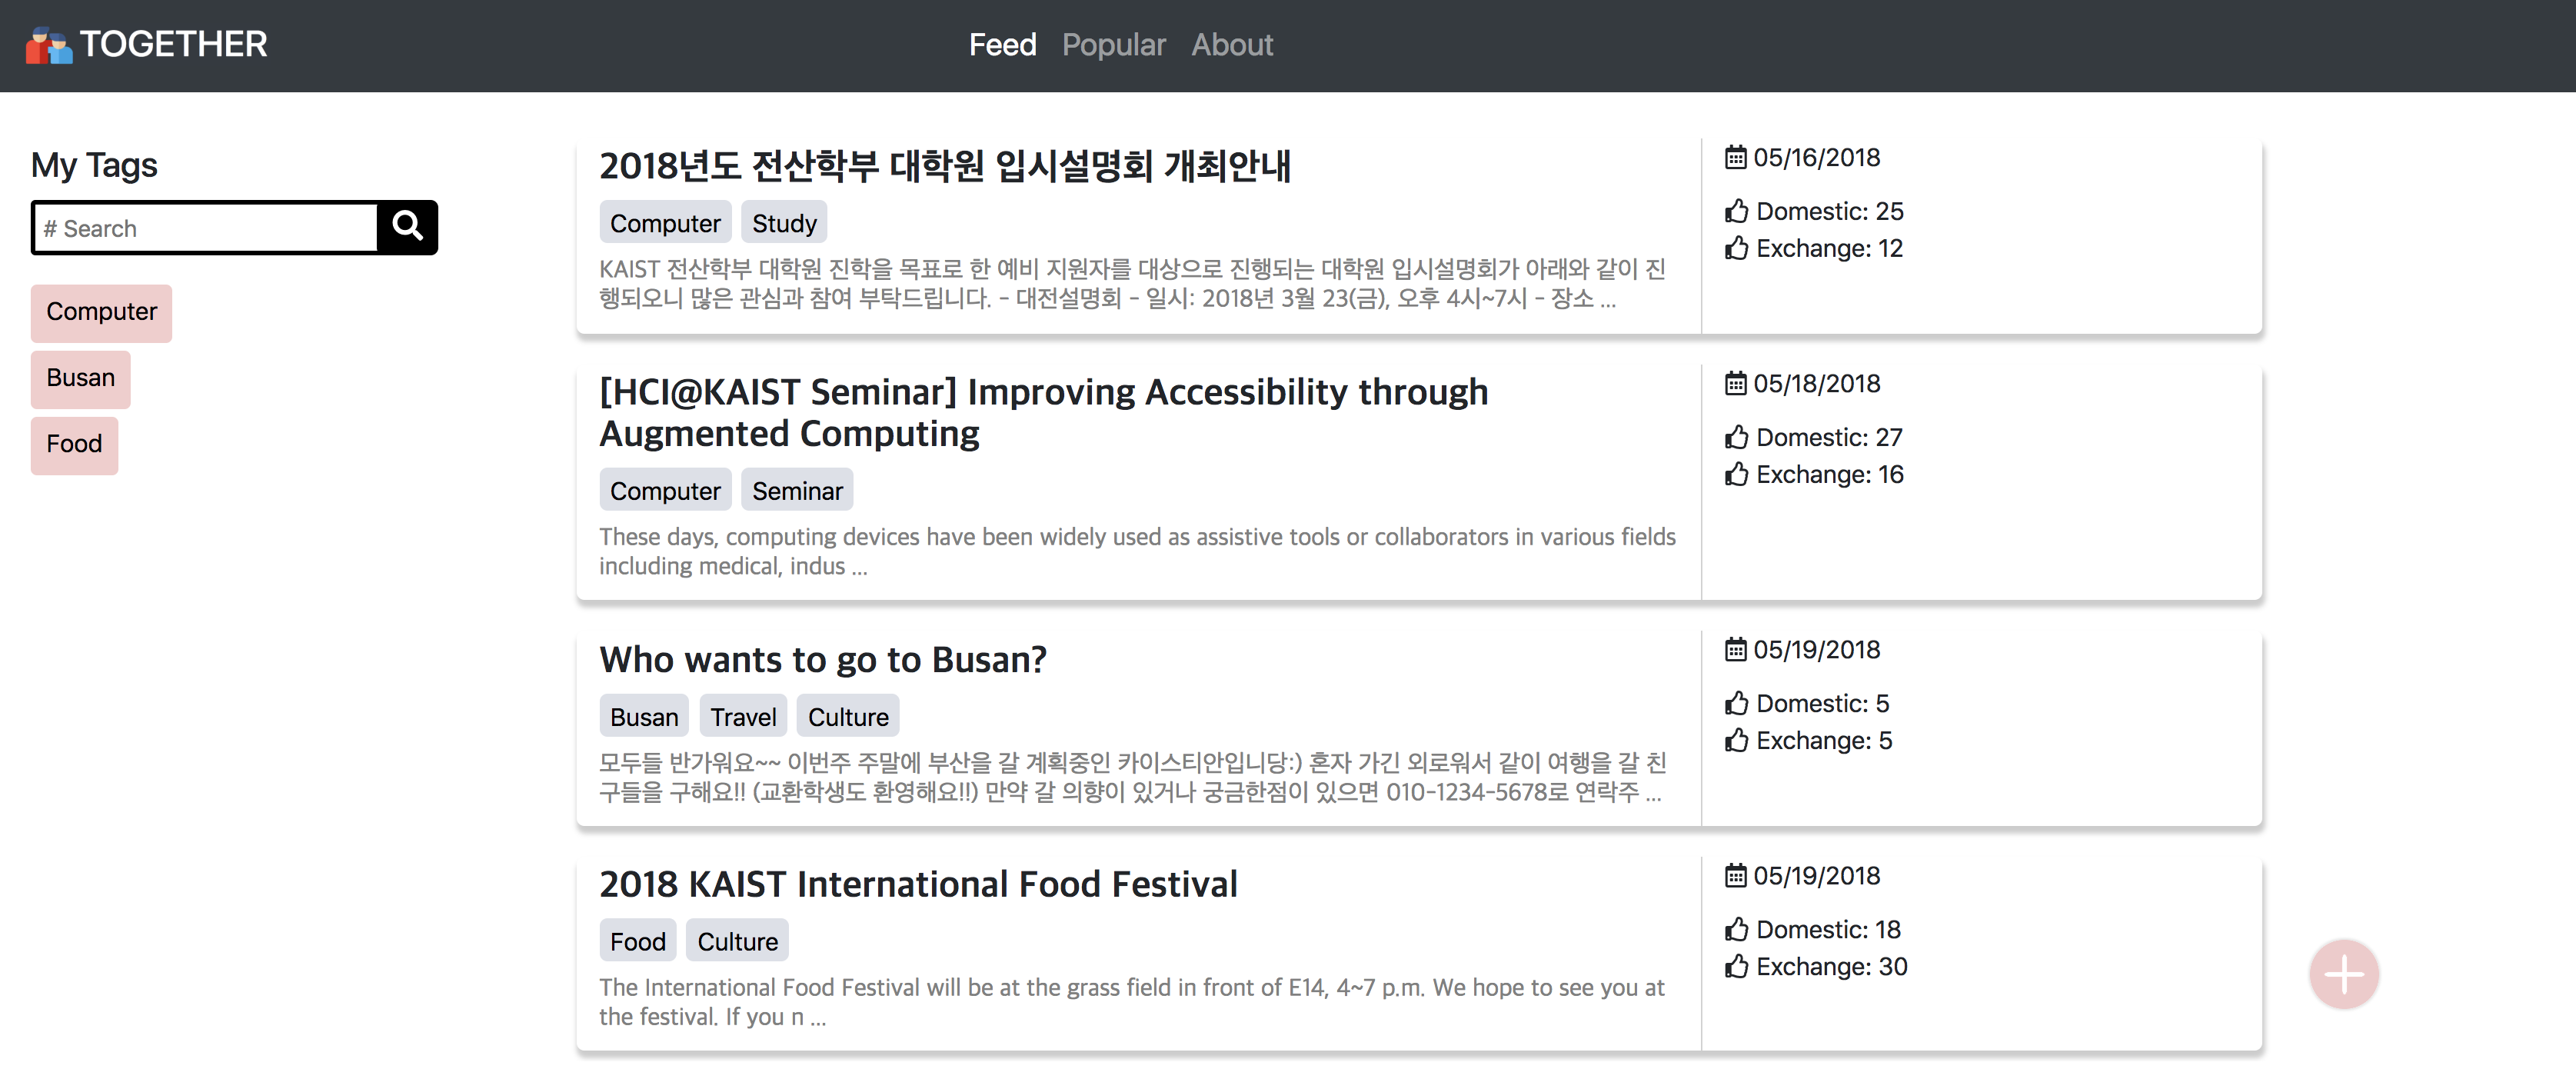 TOGETHER
Feed Popular About
My Tags
# Search
Computer
Busan
Food
2018년도 전산학부 대학원 입시설명회 개최안내
Computer Study
KAIST 전산학부 대학원 진학을 목표로 한 예비 지원자를 대상으로 진행되는 대학원 입시설명회가 아래와 같이 진
행되오니 많은 관심과 참여 부탁드립니다. - 대전설명회 - 일시: 2018년 3월 23(금), 오후 4시~7시 - 장소 ...
05/16/2018
Domestic: 25
Exchange: 12
[HCI@KAIST Seminar] Improving Accessibility through
Augmented Computing
Computer Seminar
These days, computing devices have been widely used as assistive tools or collaborators in various fields
including medical, indus ...
05/18/2018
Domestic: 27
Exchange: 16
Who wants to go to Busan?
Busan Travel Culture
모두들 반가워요~~ 이번주 주말에 부산을 갈 계획중인 카이스티안입니당:) 혼자 가긴 외로워서 같이 여행을 갈 친
구들을 구해요!! (교환학생도 환영해요!!) 만약 갈 의향이 있거나 궁금한점이 있으면 010-1234-5678로 연락주 ...
05/19/2018
Domestic: 5
Exchange: 5
2018 KAIST International Food Festival
Food Culture
The International Food Festival will be at the grass field in front of E14, 4~7 p.m. We hope to see you at
the festival. If you n ...
05/19/2018
Domestic: 18
Exchange: 30